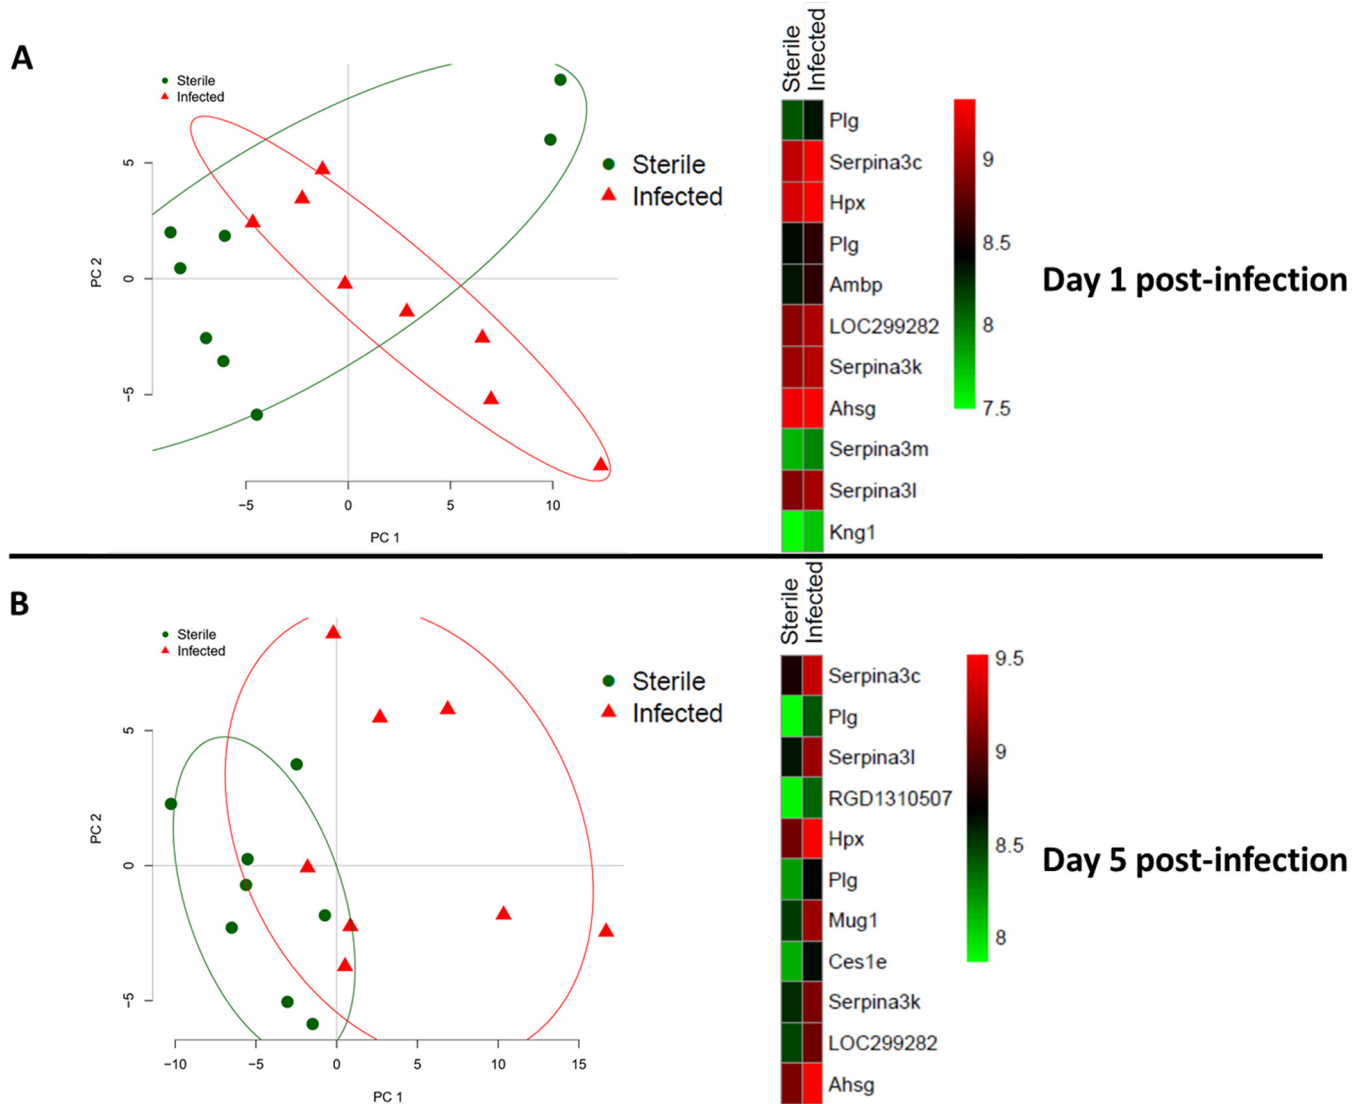 A
Sterile
Infected
5
0
−5
PC 2
−5
0
5
10
PC 1
Sterile
Infected
Sterile
Infected
Plg
Serpina3c
Hpx
Plg
Ambp
LOC299282
Serpina3k
Ahsg
Serpina3m
Serpina3l
Kng1
9
8.5
8
7.5
Day 1 post-infection
B
Sterile
Infected
5
0
−5
PC 2
−10
−5
0
5
10
15
PC 1
Sterile
Infected
Sterile
Infected
Serpina3c
Plg
Serpina3l
RGD1310507
Hpx
Plg
Mug1
Ces1e
Serpina3k
LOC299282
Ahsg
9.5
9
8.5
8
Day 5 post-infection